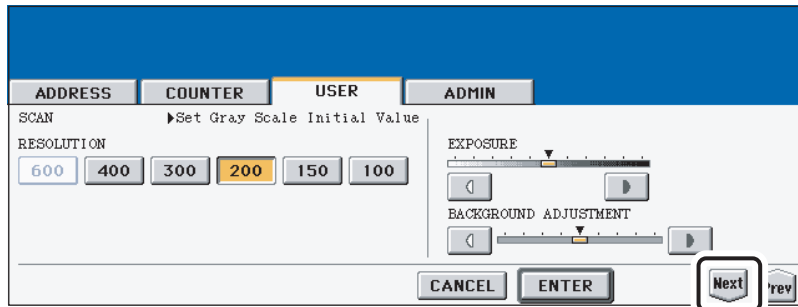 ADDRESS COUNTER USER ADMIN
SCAN ▶Set Gray Scale Initial Value
RESOLUTION
600 400 300 200 150 100
EXPOSURE
BACKGROUND ADJUSTMENT
CANCEL ENTER Next Prev